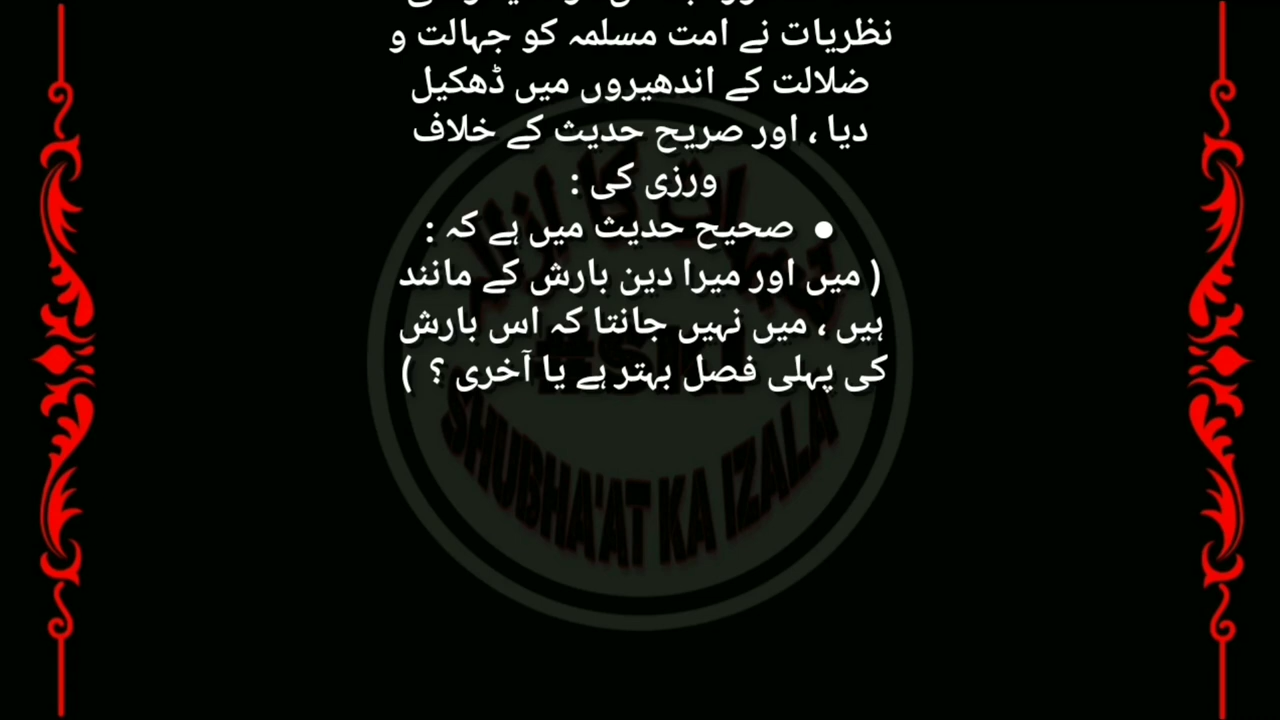 نظریات نے امت مسلمہ کو جہالت و
ضلالت کے اندھیروں میں ڈھکیل
دیا ، اور صریح حدیث کے خلاف
ورزی کی :
● صحیح حدیث میں ہے کہ :
( میں اور میرا دین بارش کے مانند
ہیں ، میں نہیں جانتا کہ اس بارش
کی پہلی فصل بہتر ہے یا آخری ؟ )
SHUBHA'AT KA IZALA